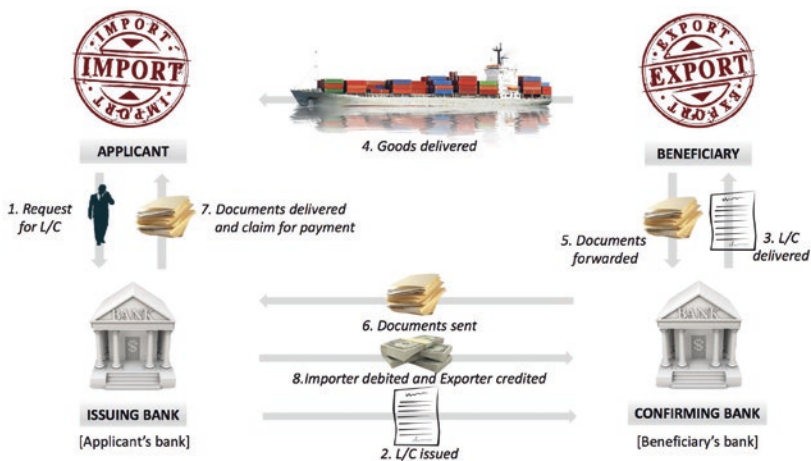 IMPORT
IMPORT
IMPORT
EXPORT
EXPORT
EXPORT
APPLICANT
4. Goods delivered
BENEFICIARY
1. Request
for L/C
7. Documents delivered
and claim for payment
5. Documents
forwarded
3. L/C
delivered
BANK
$
6. Documents sent
BANK
$
8.Importer debited and Exporter credited
ISSUING BANK
CONFIRMING BANK
[Applicant's bank]
2. L/C issued
[Beneficiary's bank]